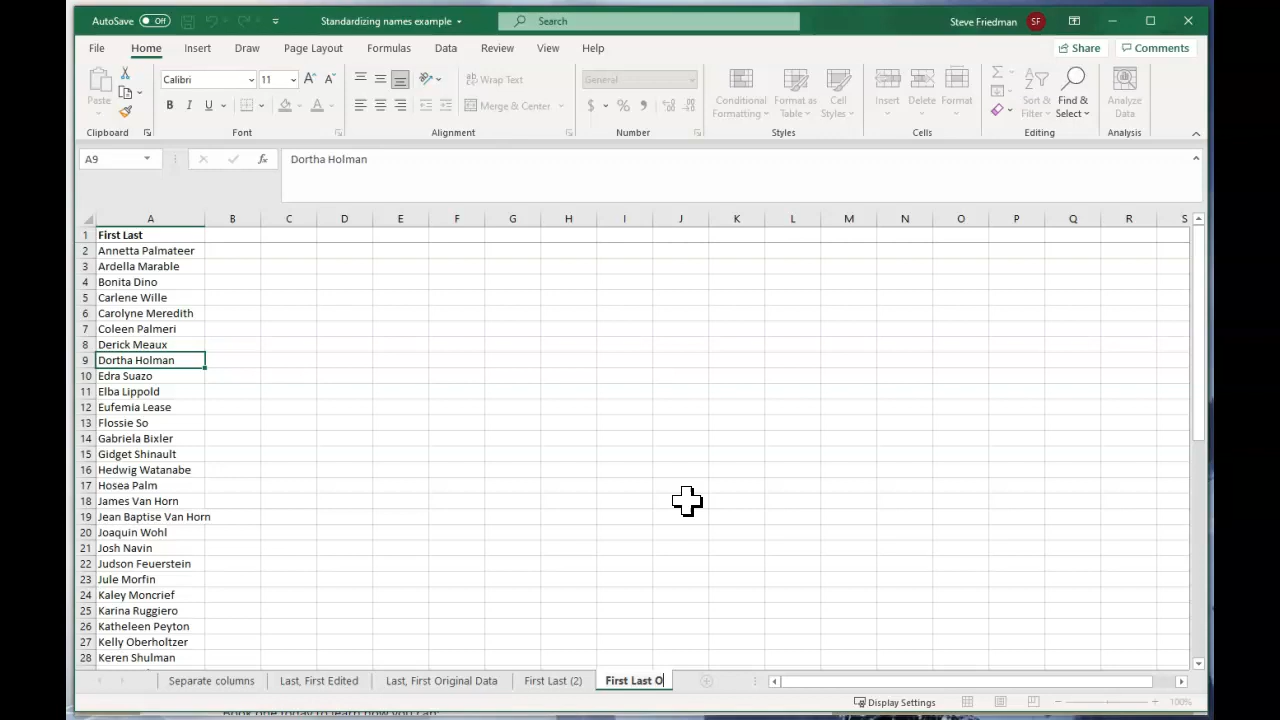 AutoSave Off Standardizing names example Search Steve Friedman SF
File Home Insert Draw Page Layout Formulas Data Review View Help Share Comments
Paste Calibri 11 A A B I U A Wrap Text Merge & Center General $ % Conditional Formatting Format as Table Cell Styles Insert Delete Format Sort & Filter Find & Select Analyze Data
Clipboard Font Alignment Number Styles Cells Editing Analysis
A9 fx Dortha Holman
A B C D E F G H I J K L M N O P Q R S
1 First Last
2 Annetta Palmateer
3 Ardella Marable
4 Bonita Dino
5 Carlene Wille
6 Carolyne Meredith
7 Coleen Palmeri
8 Derick Meaux
9 Dortha Holman
10 Edra Suazo
11 Elba Lippold
12 Eufemia Lease
13 Flossie So
14 Gabriela Bixler
15 Gidget Shinault
16 Hedwig Watanabe
17 Hosea Palm
18 James Van Horn
19 Jean Baptise Van Horn
20 Joaquin Wohl
21 Josh Navin
22 Judson Feuerstein
23 Jule Morfin
24 Kaley Moncrief
25 Karina Ruggiero
26 Katheleen Peyton
27 Kelly Oberholtzer
28 Keren Shulman
Separate columns Last, First Edited Last, First Original Data First Last (2) First Last O
Display Settings 100%